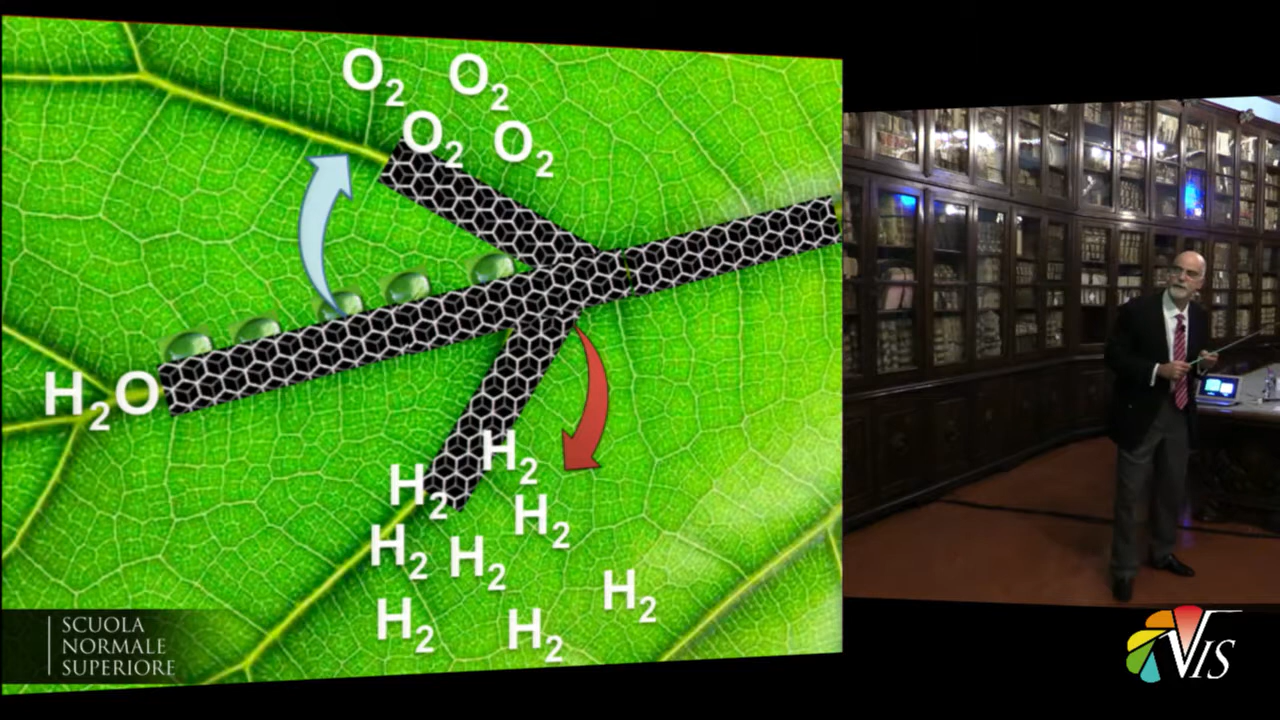 O₂ O₂
O₂ O₂
H₂O
H₂
H₂
H₂
H₂ H₂
H₂
H₂ H₂
SCUOLA
NORMALE
SUPERIORE
VIS